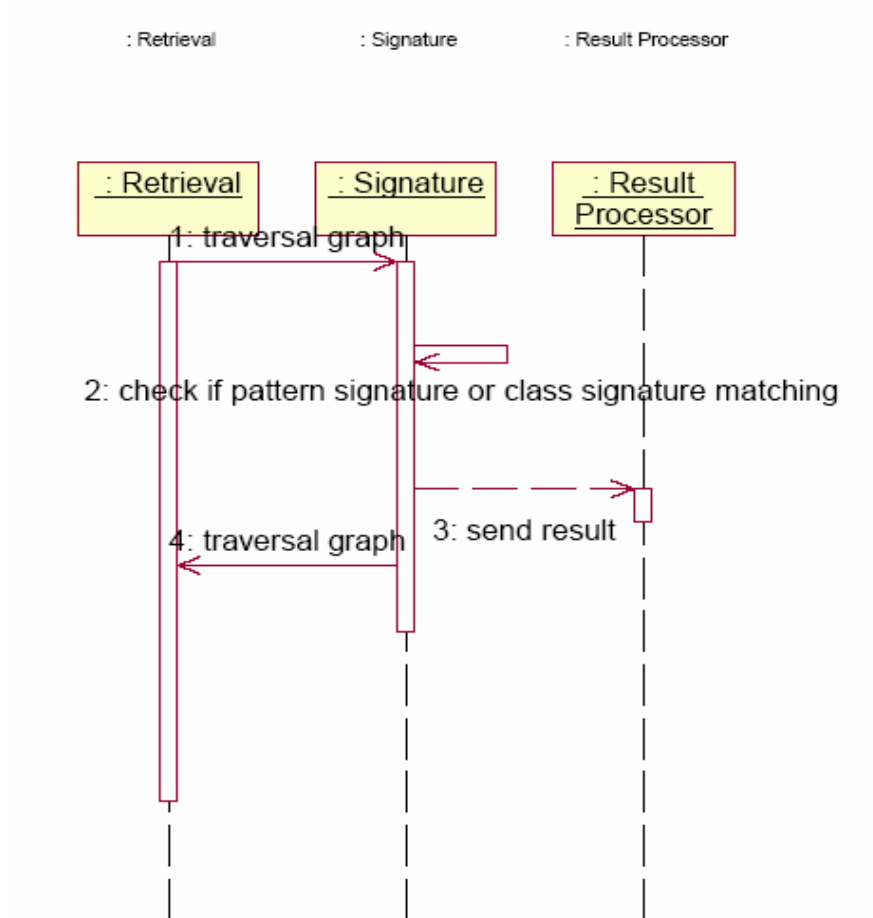 : Retrieval
: Signature
: Result Processor
: Retrieval
: Signature
: Result
Processor
1: traversal graph
2: check if pattern signature or class signature matching
3: send result
4: traversal graph